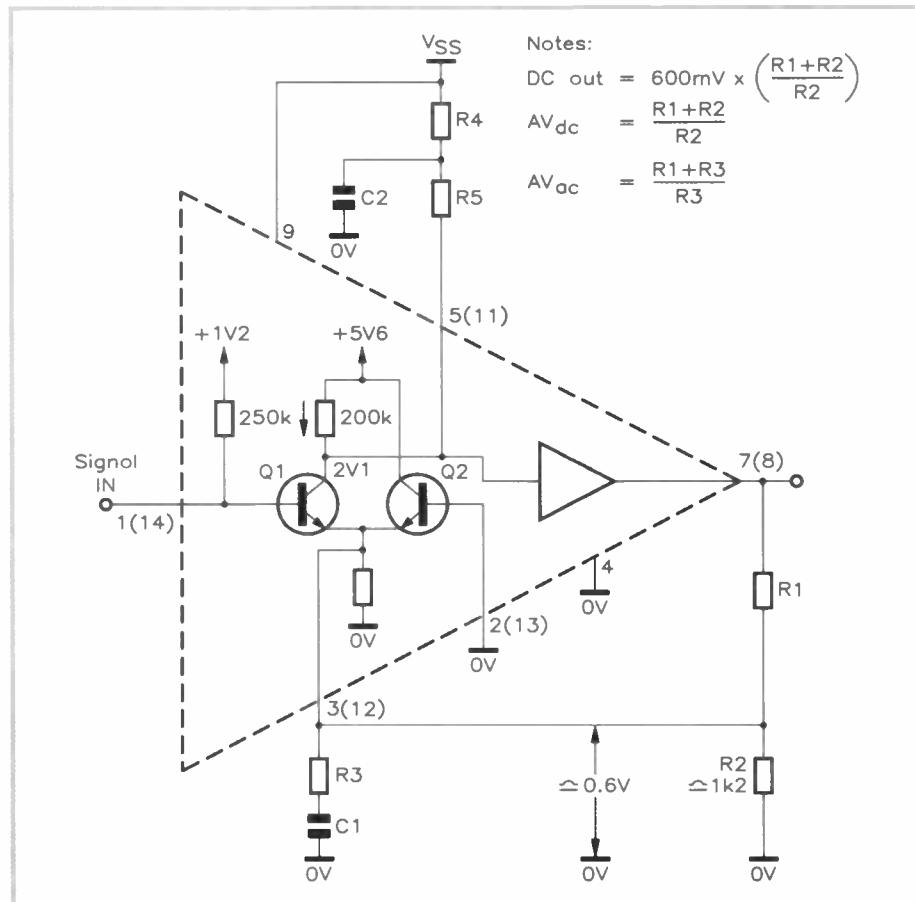 VSS
Notes:
DC out = 600mV x (R1+R2/R2)
AVdc = R1+R2/R2
AVac = R1+R3/R3
R4
C2
R5
0V
9
5(11)
+1V2
+5V6
250k
200k
Signal
IN
Q1
2V1
Q2
7(8)
1(14)
4
0V
R1
0V
2(13)
0V
3(12)
R3
≃0.6V
R2
≃1k2
C1
0V
0V
0V